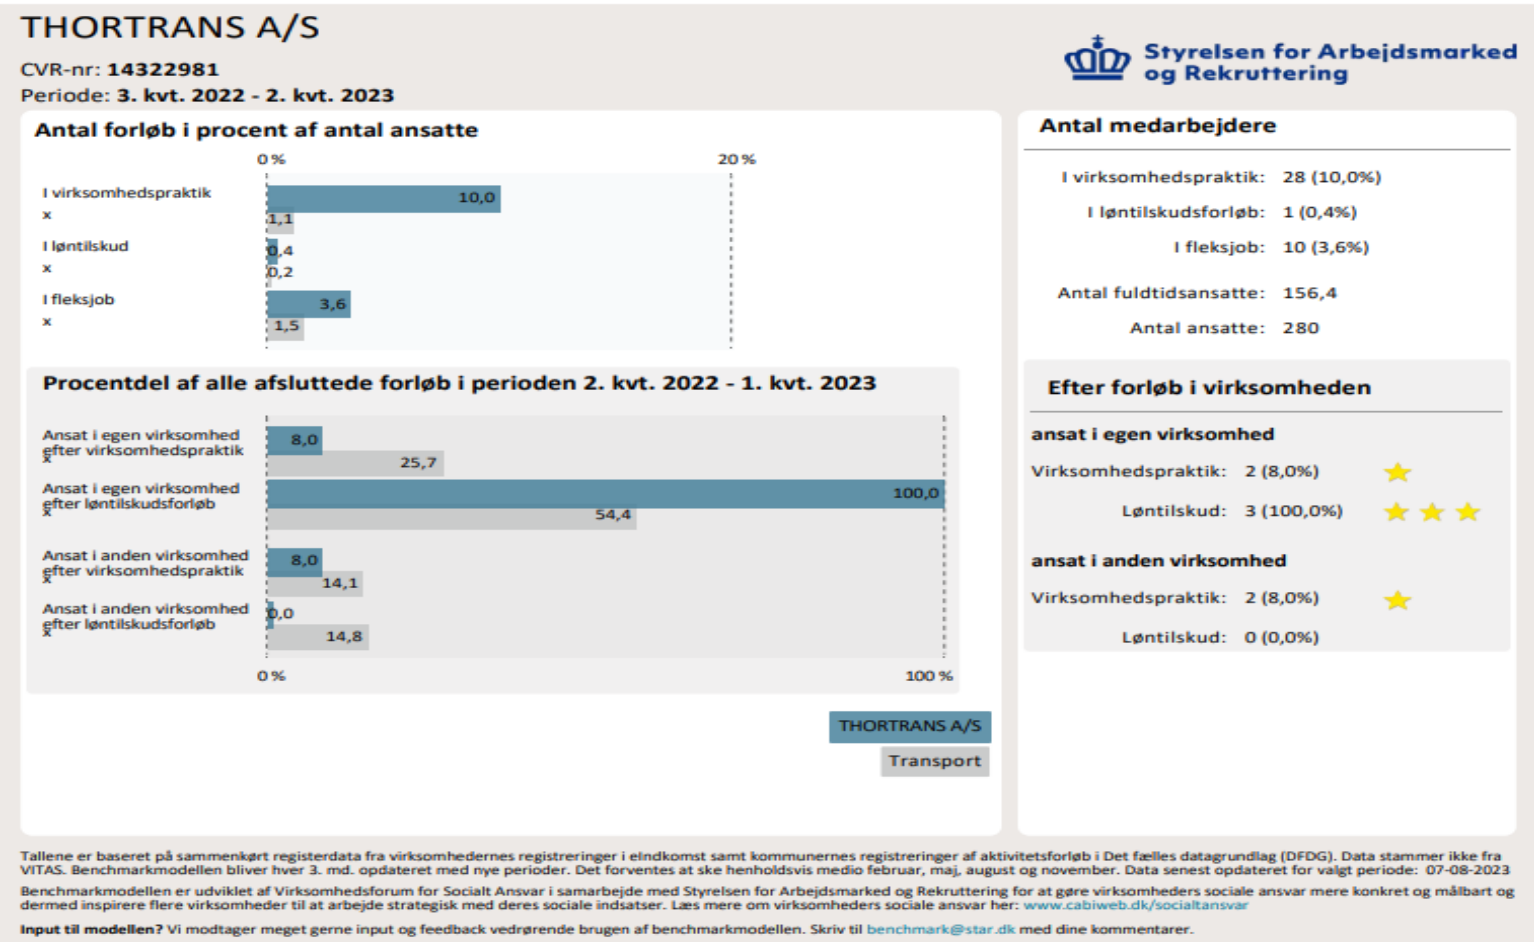 THORTRANS A/S
CVR-nr: 14322981
Periode: 3. kvt. 2022 - 2. kvt. 2023
Styrelsen for Arbejdsmarked
og Rekruttering
Antal forløb i procent af antal ansatte
0 % 20 %
I virksomhedspraktik 10,0
x 1,1
I løntilskud 0,4
x 0,2
I fleksjob 3,6
x 1,5
Procentdel af alle afsluttede forløb i perioden 2. kvt. 2022 - 1. kvt. 2023
Ansat i egen virksomhed
efter virksomhedspraktik 8,0
x 25,7
Ansat i egen virksomhed
efter løntilskudsforløb 100,0
x 54,4
Ansat i anden virksomhed
efter virksomhedspraktik 8,0
x 14,1
Ansat i anden virksomhed
efter løntilskudsforløb 0,0
x 14,8
0 % 100 %
THORTRANS A/S
Transport
Antal medarbejdere
I virksomhedspraktik: 28 (10,0%)
I løntilskudsforløb: 1 (0,4%)
I fleksjob: 10 (3,6%)
Antal fuldtidsansatte: 156,4
Antal ansatte: 280
Efter forløb i virksomheden
ansat i egen virksomhed
Virksomhedspraktik: 2 (8,0%)
Løntilskud: 3 (100,0%)
ansat i anden virksomhed
Virksomhedspraktik: 2 (8,0%)
Løntilskud: 0 (0,0%)
Tallene er baseret på sammenkørt registerdata fra virksomhedernes registreringer i eIndkomst samt kommunernes registreringer af aktivitetsforløb i Det fælles datagrundlag (DFDG). Data stammer ikke fra
VITAS. Benchmarkmodellen bliver hver 3. md. opdateret med nye perioder. Det forventes at ske henholdsvis medio februar, maj, august og november. Data senest opdateret for valgt periode: 07-08-2023
Benchmarkmodellen er udviklet af Virksomhedsforum for Socialt Ansvar i samarbejde med Styrelsen for Arbejdsmarked og Rekruttering for at gøre virksomheders sociale ansvar mere konkret og målbart og
dermed inspirere flere virksomheder til at arbejde strategisk med deres sociale indsatser. Læs mere om virksomheders sociale ansvar her: www.cabiweb.dk/socialtansvar
Input til modellen? Vi modtager meget gerne input og feedback vedrørende brugen af benchmarkmodellen. Skriv til benchmark@star.dk med dine kommentarer.